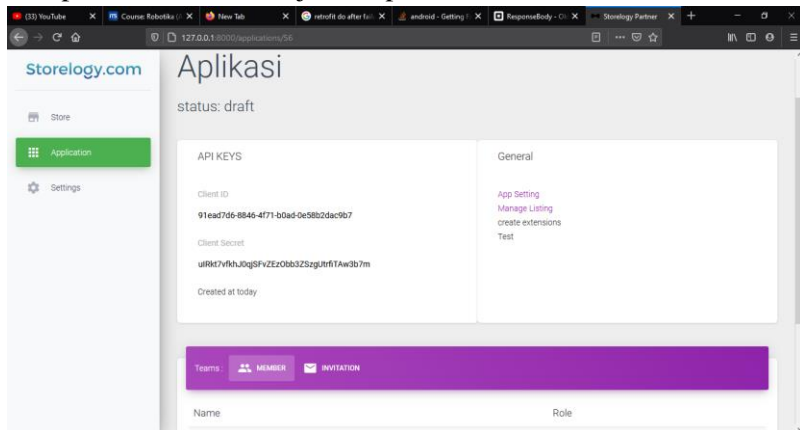 (33) YouTube
Course: Robotika
New Tab
retrofit do after fail
android - Getting
ResponseBody - O
Storelogy Partner
127.0.0.1:8000/applications/56
Storelogy.com
Store
Application
Settings
Aplikasi
status: draft
API KEYS
Client ID
91ead7d6-8846-4f71-b0ad-0e58b2dac9b7
Client Secret
Created at today
General
App Setting
Manage Listing
create extensions
Test
Teams:
MEMBER
INVITATION
Name
Role